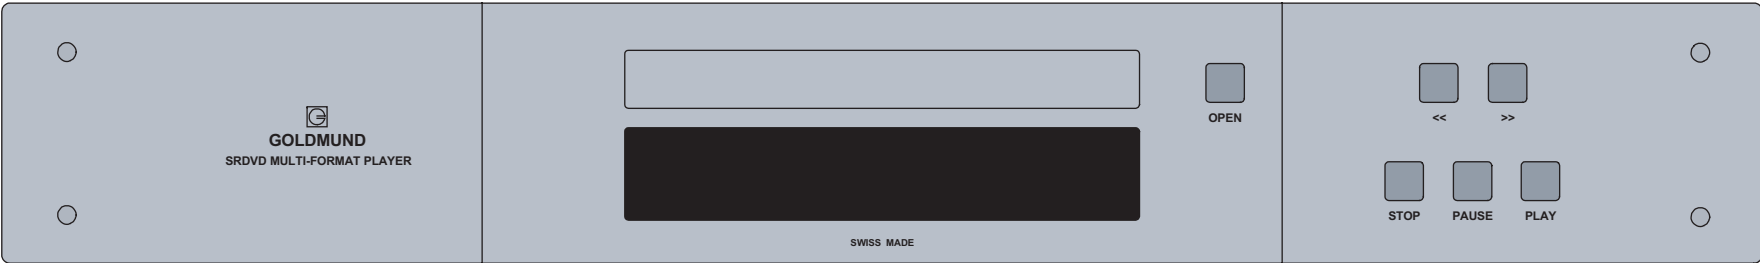 GOLDMUND
SRDVD MULTI-FORMAT PLAYER
OPEN
<< >>
STOP PAUSE PLAY
SWISS MADE